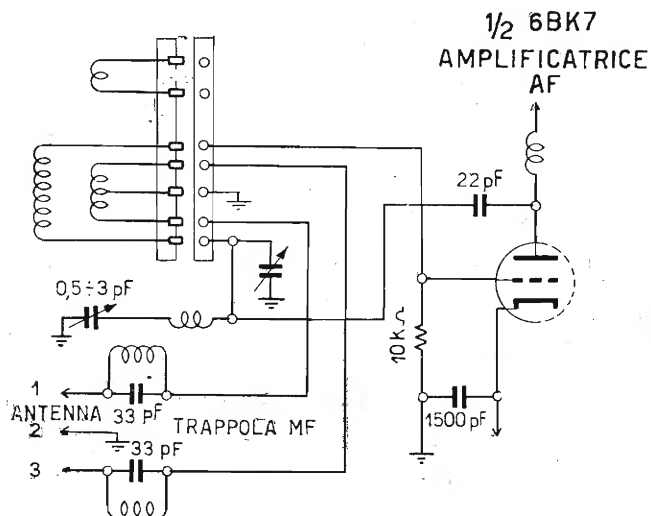 1/2 6BK7
AMPLIFICATRICE
AF
22 pF
0,5÷3 pF
10 kΩ
1
ANTENNA
33 pF
TRAPPOLA MF
2
1500 pF
33 pF
3